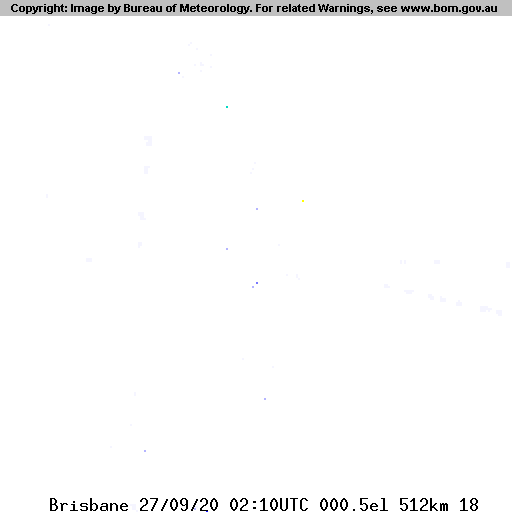 Copyright: Image by Bureau of Meteorology. For related Warnings, see www.bom.gov.au
Brisbane 27/09/20 02:10UTC 000.5el 512km 18